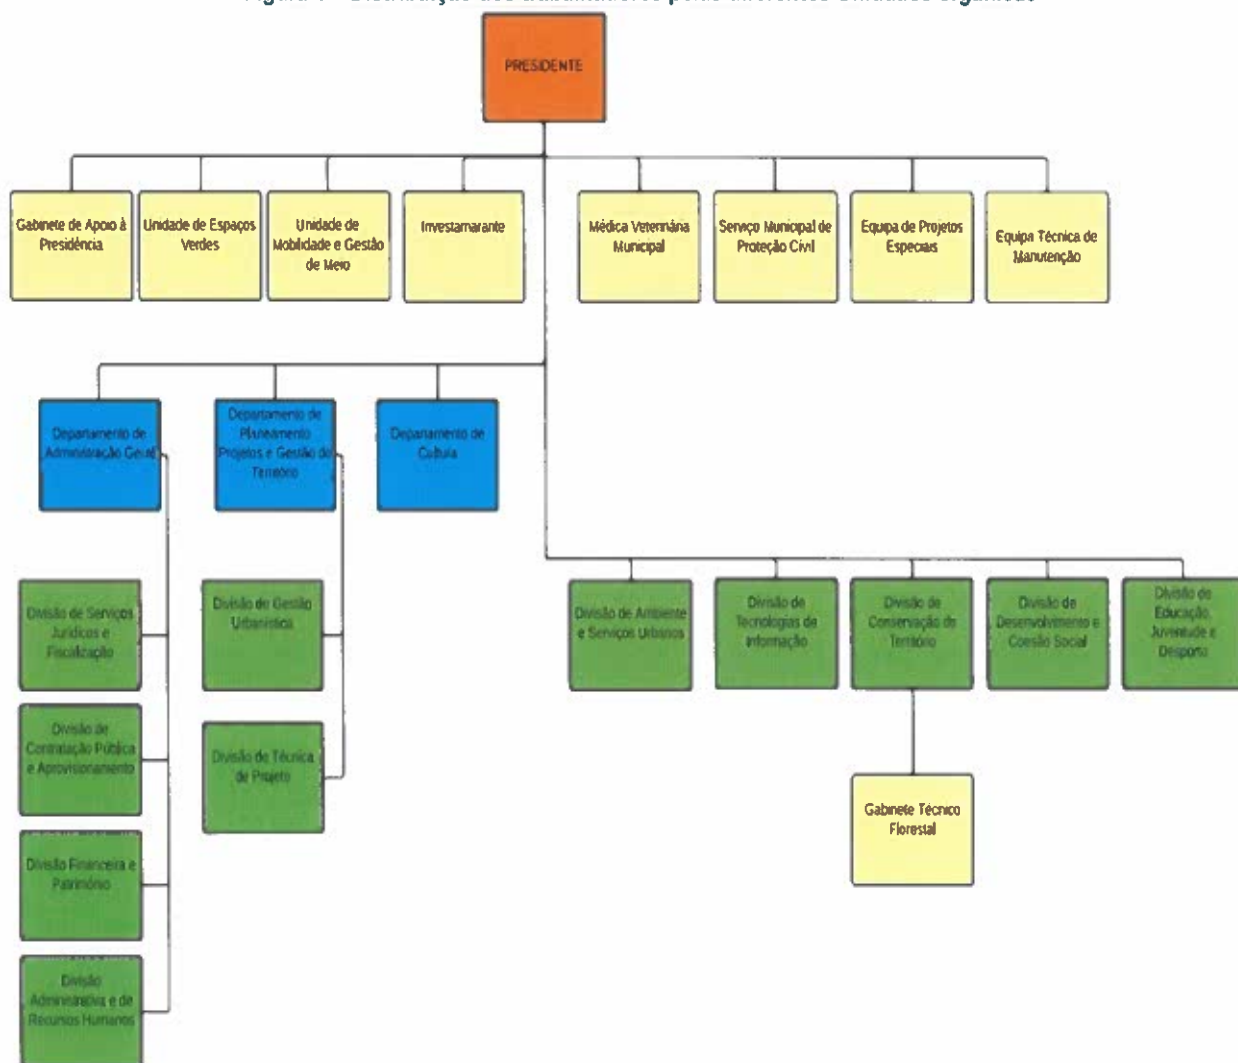 PRESIDENTE
Gabinete de Apoio à
Presidência
Unidade de Espaços
Verdes
Unidade de
Mobilidade e Gestão
de Meio
Investamarante
Médica Veterinária
Municipal
Serviço Municipal de
Proteção Civil
Equipa de Projetos
Especiais
Equipa Técnica de
Manutenção
Departamento de
Administração Geral
Departamento de
Planeamento
Projetos e Gestão do
Território
Departamento de
Cultura
Divisão de Serviços
Jurídicos e
Fiscalização
Divisão de
Contratação Pública
e Aprovisionamento
Divisão Financeira e
Património
Divisão
Administrativa e de
Recursos Humanos
Divisão de Gestão
Urbanística
Divisão de Técnica
de Projeto
Divisão de Ambiente
e Serviços Urbanos
Divisão de
Tecnologias de
Informação
Divisão de
Conservação do
Território
Divisão de
Desenvolvimento e
Coesão Social
Divisão de
Educação,
Juventude e
Desporto
Gabinete Técnico
Florestal